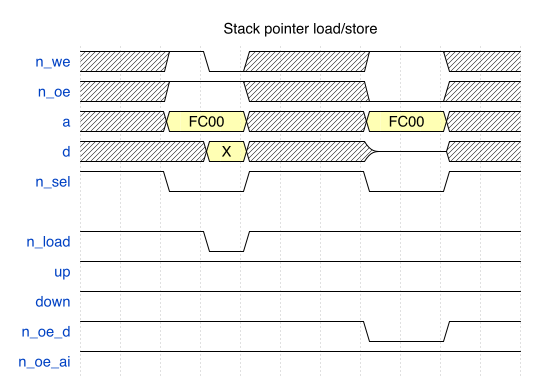 Stack pointer load/store
n_we
n_oe
a FC00 FC00
d X
n_sel
n_load
up
down
n_oe_d
n_oe_ai